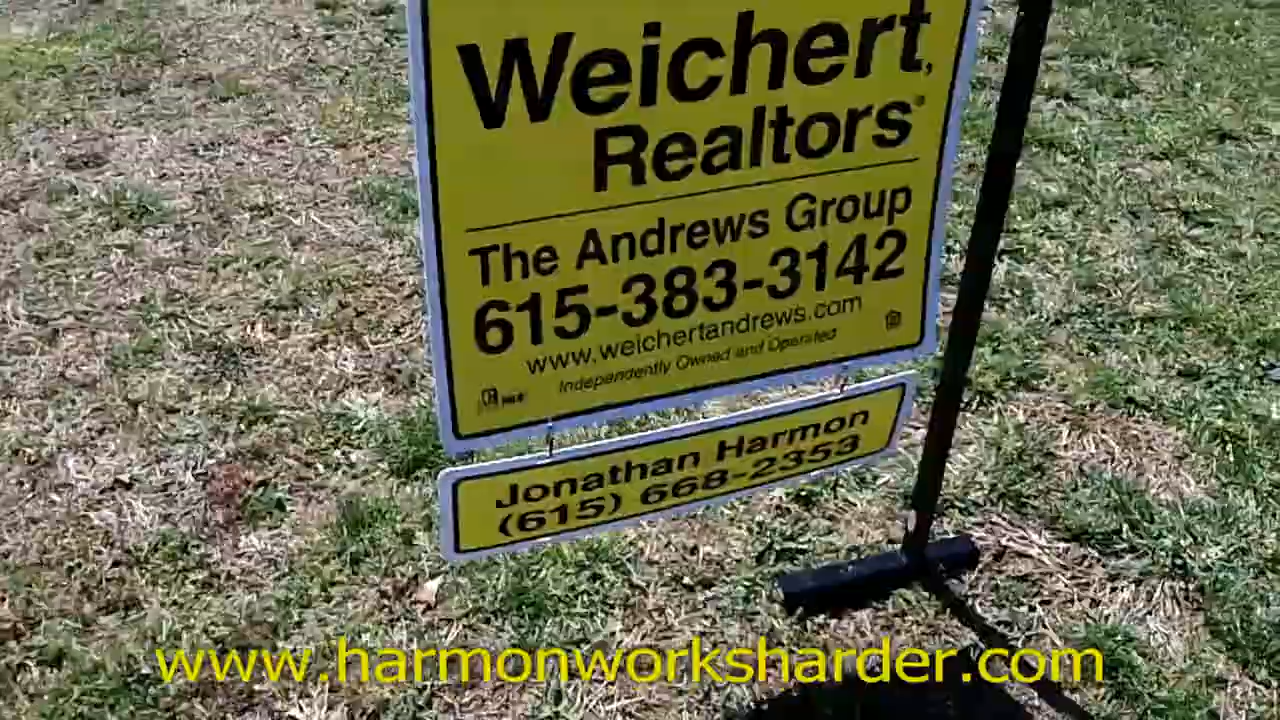 Weichert,
Realtors®
The Andrews Group
615-383-3142
www.weichertandrews.com
Independently Owned and Operated
Jonathan Harmon
(615) 668-2353
www.harmonworksharder.com